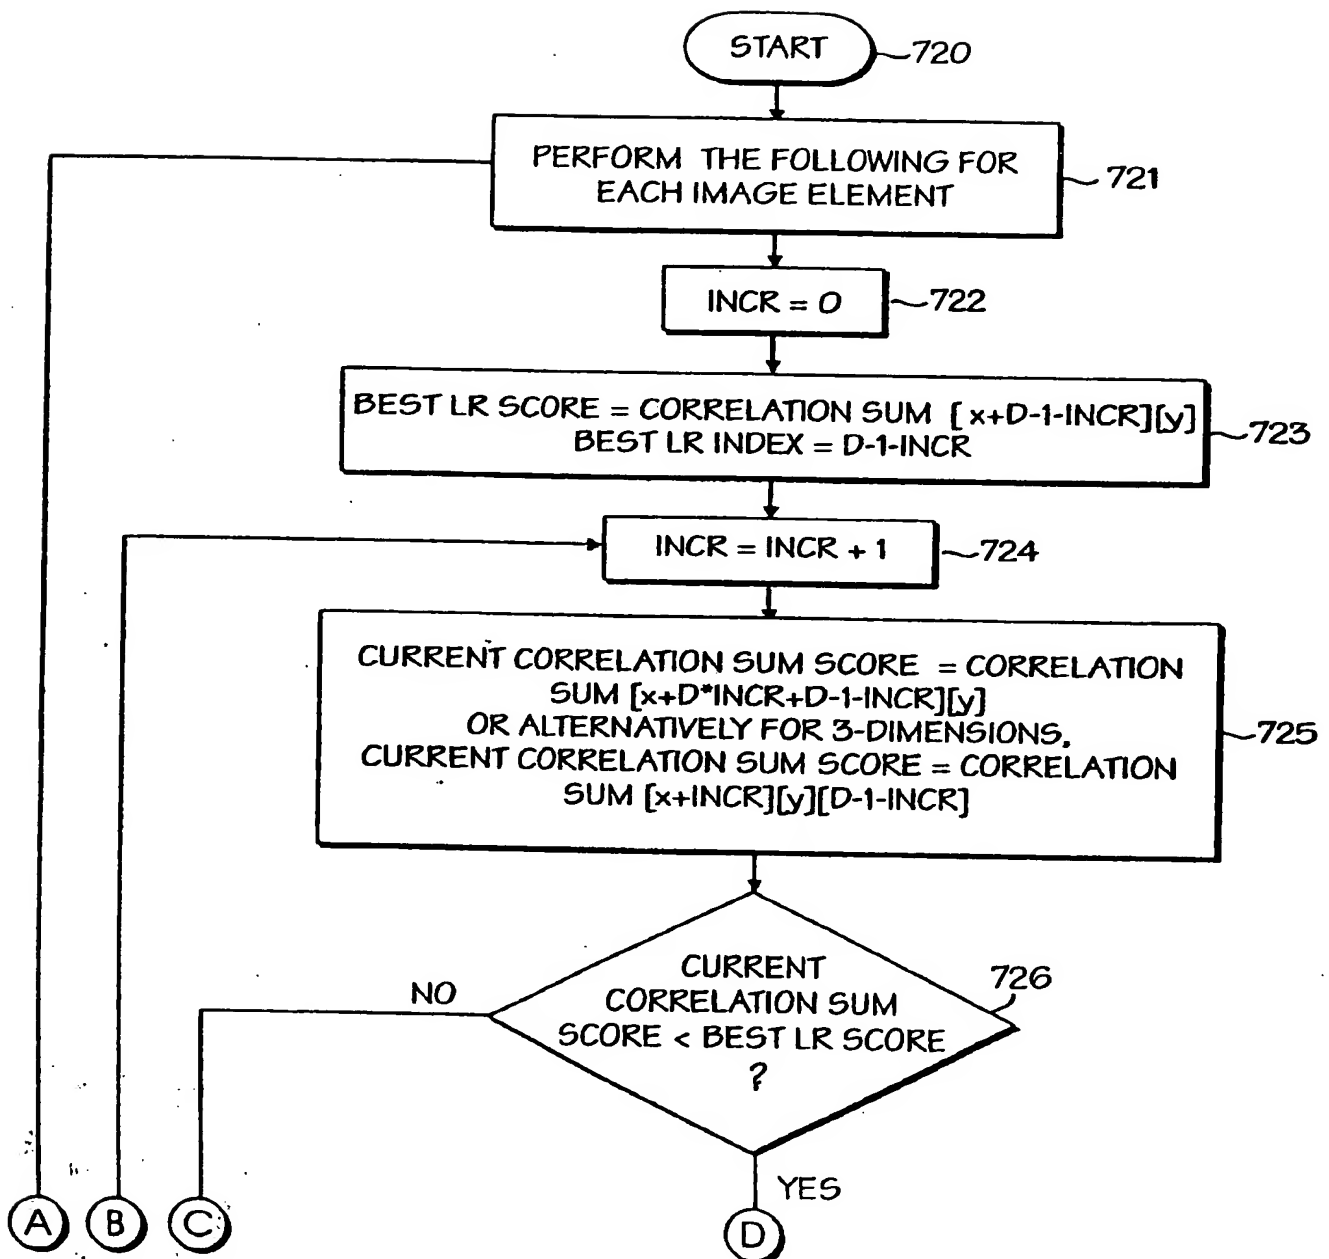 START
720
PERFORM THE FOLLOWING FOR
EACH IMAGE ELEMENT
721
INCR = 0
722
BEST LR SCORE = CORRELATION SUM [x+D-1-INCR][y]
BEST LR INDEX = D-1-INCR
723
INCR = INCR + 1
724
CURRENT CORRELATION SUM SCORE = CORRELATION
SUM [x+D*INCR+D-1-INCR][y]
OR ALTERNATIVELY FOR 3-DIMENSIONS,
CURRENT CORRELATION SUM SCORE = CORRELATION
SUM [x+INCR][y][D-1-INCR]
725
CURRENT
CORRELATION SUM
SCORE < BEST LR SCORE
?
726
NO
YES
A
B
C
D